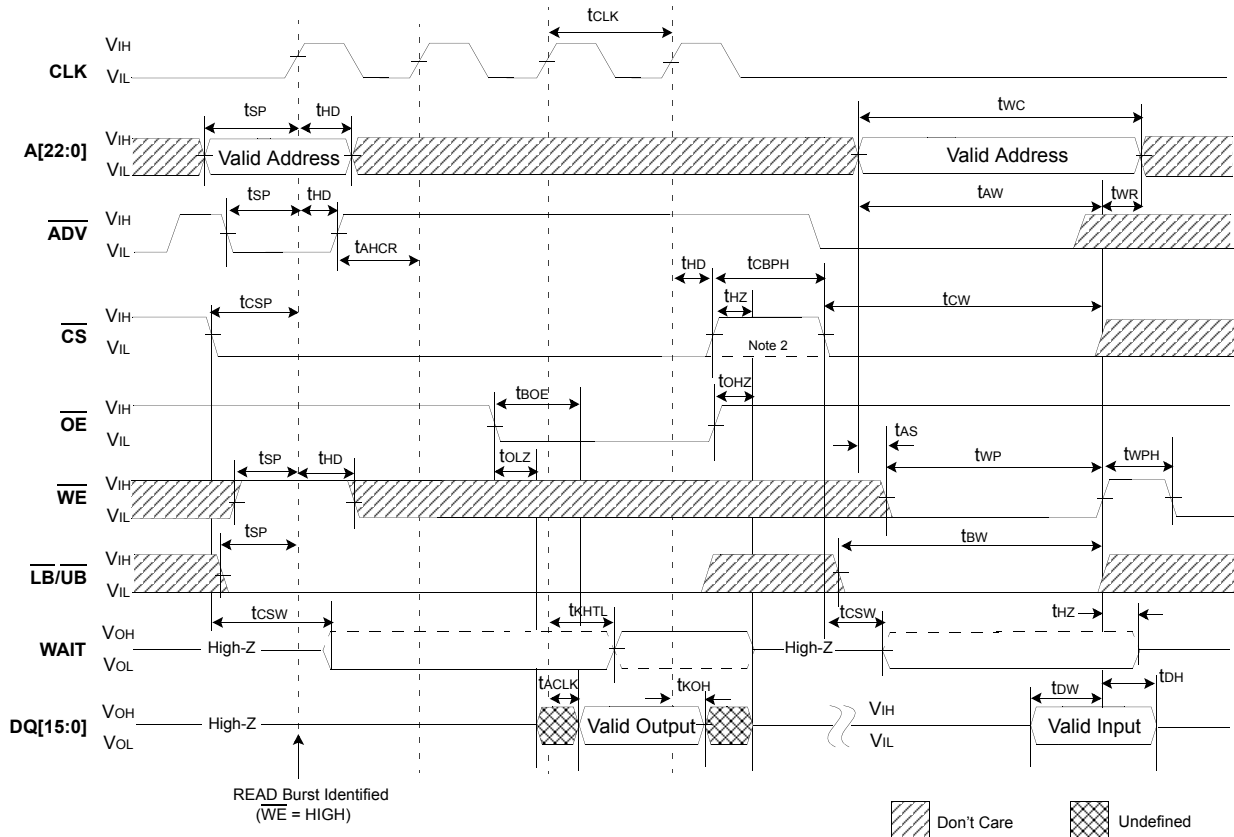 tCLK
VIH
CLK
VIL
tSP
tHD
tWC
VIH
A[22:0]
VIL
Valid Address
Valid Address
tSP
tHD
tAW
tWR
VIH
ADV
VIL
tAHCR
tHD
tCBPH
tCSP
tHZ
tCW
VIH
CS
VIL
Note 2
tBOE
tOHZ
VIH
OE
VIL
tAS
tSP
tHD
tOLZ
tWP
tWPH
VIH
WE
VIL
tSP
tBW
VIH
LB/UB
VIL
tCSW
tKHTL
tCSW
tHZ
VOH
WAIT
High-Z
High-Z
VOL
tACLK
tKOH
tDW
tDH
VOH
DQ[15:0]
High-Z
VOL
Valid Output
VIH
VIL
Valid Input
READ Burst Identified
(WE = HIGH)
Don't Care
Undefined